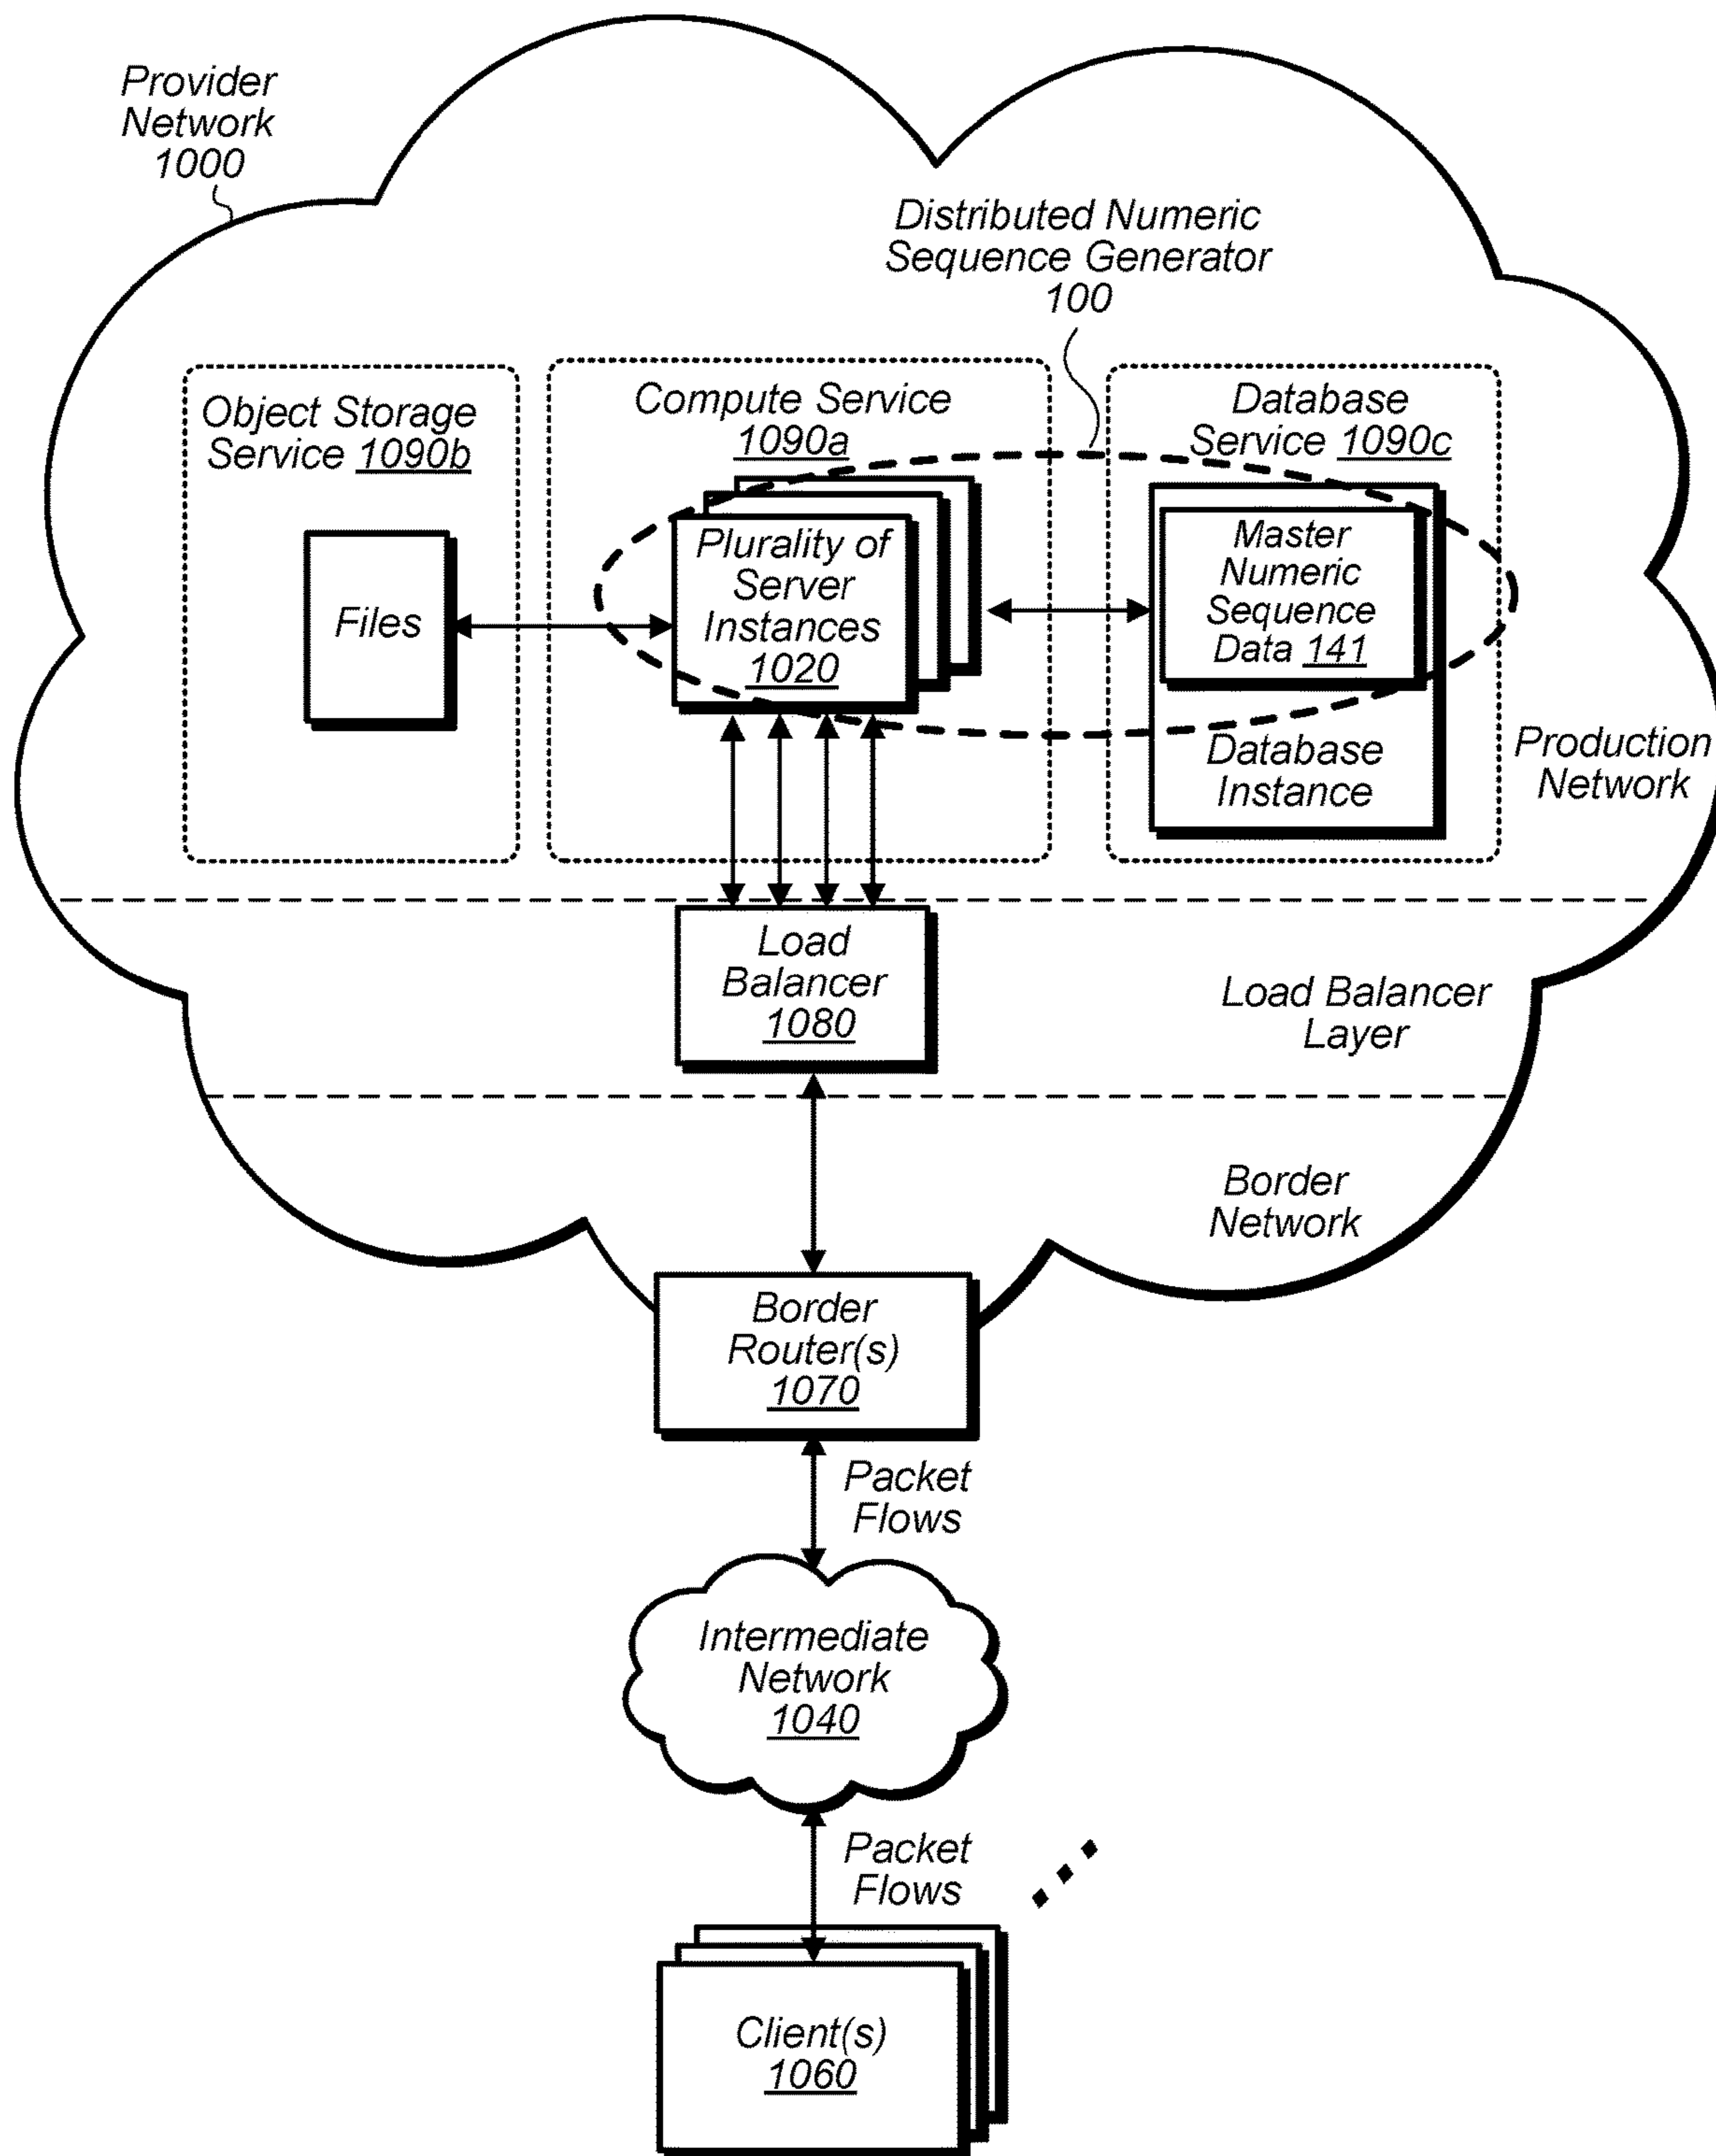 Provider
Network
1000
Distributed Numeric
Sequence Generator
100
Object Storage
Service 1090b
Files
Compute Service
1090a
Plurality of
Server
Instances
1020
Database
Service 1090c
Master
Numeric
Sequence
Data 141
Database
Instance
Production
Network
Load
Balancer
1080
Load Balancer
Layer
Border
Network
Border
Router(s)
1070
Packet
Flows
Intermediate
Network
1040
Packet
Flows
Client(s)
1060